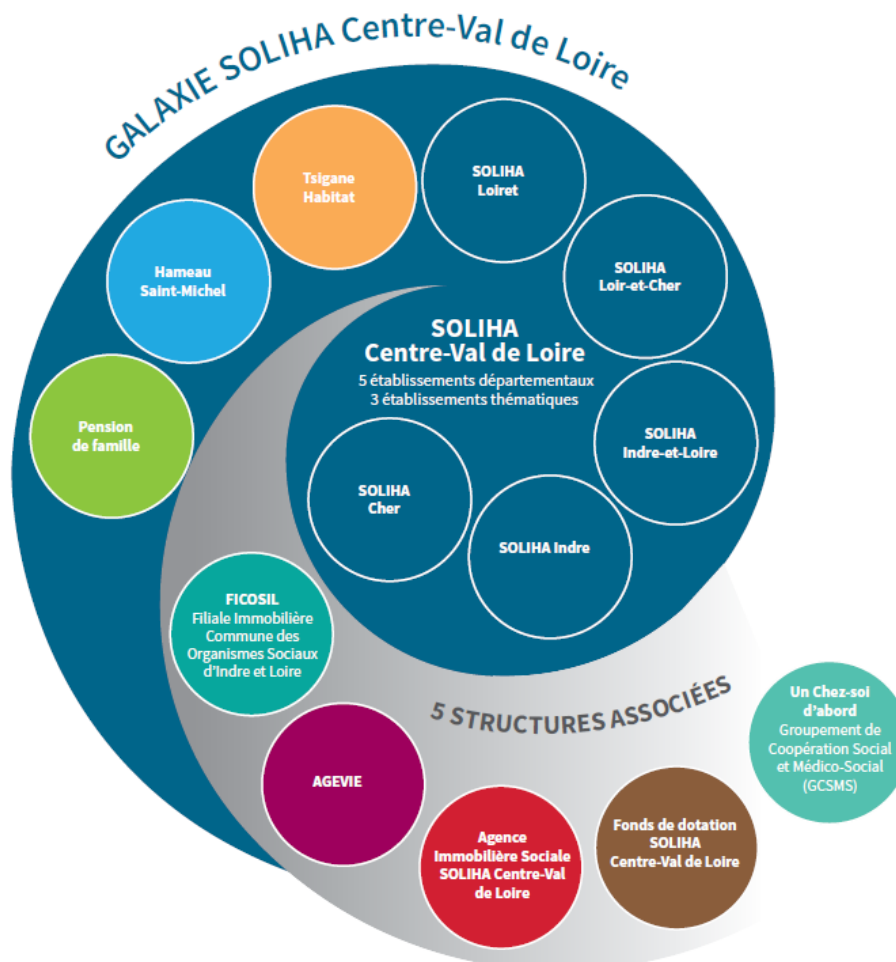 GALAXIE SOLIHA Centre-Val de Loire
Tsigane
Habitat
SOLIHA
Loiret
Hameau
Saint-Michel
SOLIHA
Loir-et-Cher
SOLIHA
Centre-Val de Loire
5 établissements départementaux
3 établissements thématiques
Pension
de famille
SOLIHA
Indre-et-Loire
SOLIHA
Cher
SOLIHA Indre
FICOSIL
Filiale Immobilière
Commune des
Organismes Sociaux
d'Indre et Loire
5 STRUCTURES ASSOCIÉES
Un Chez-soi
d'abord
Groupement de
Coopération Social
et Médico-Social
(GCSMS)
AGEVIE
Agence
Immobilière Sociale
SOLIHA Centre-Val
de Loire
Fonds de dotation
SOLIHA
Centre-Val de Loire